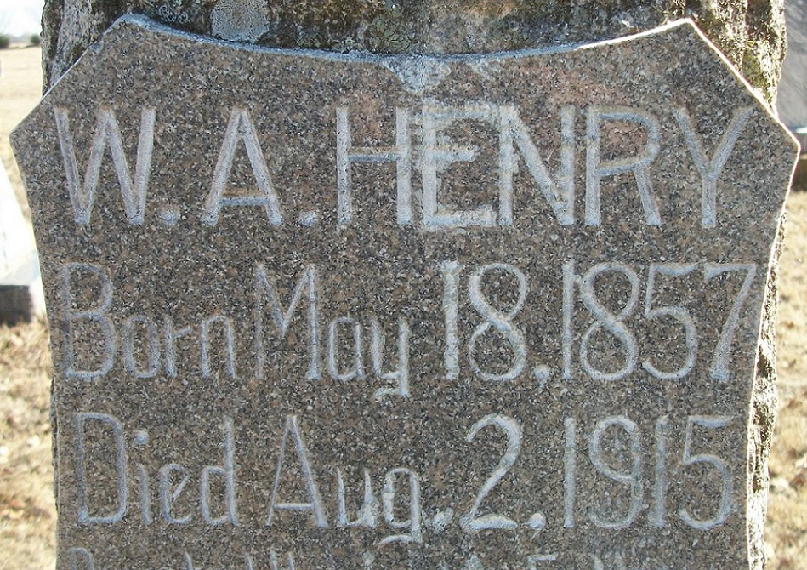 W. A. HENRY
Born May 18, 1857
Died Aug. 2, 1915